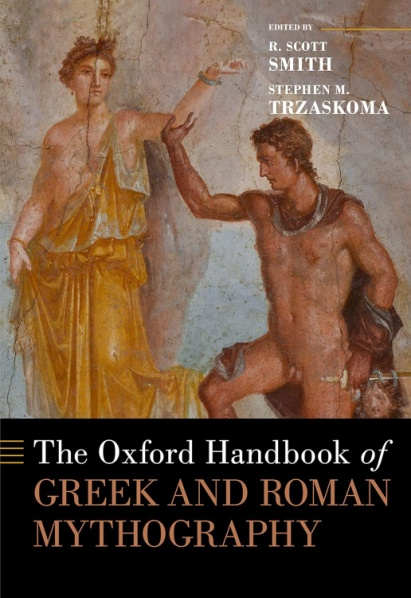 EDITED BY
R. SCOTT
SMITH
STEPHEN M.
TRZASKOMA
The Oxford Handbook of
GREEK AND ROMAN
MYTHOGRAPHY